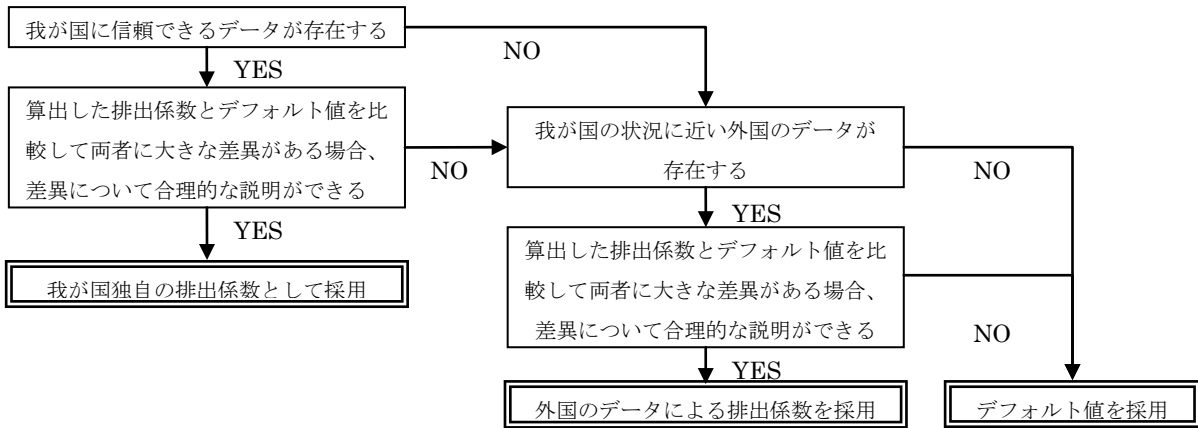 我が国に信頼できるデータが存在する
NO
YES
算出した排出係数とデフォルト値を比
較して両者に大きな差異がある場合、
差異について合理的な説明ができる
NO
我が国の状況に近い外国のデータが
存在する
NO
YES
YES
我が国独自の排出係数として採用
算出した排出係数とデフォルト値を比
較して両者に大きな差異がある場合、
差異について合理的な説明ができる
NO
YES
外国のデータによる排出係数を採用
デフォルト値を採用